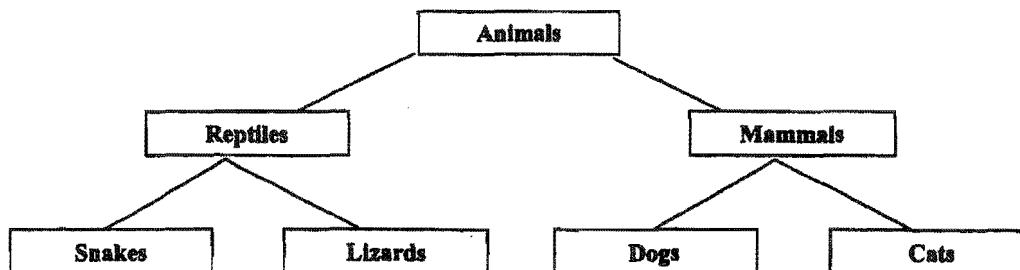 Animals
Reptiles
Mammals
Snakes
Lizards
Dogs
Cats